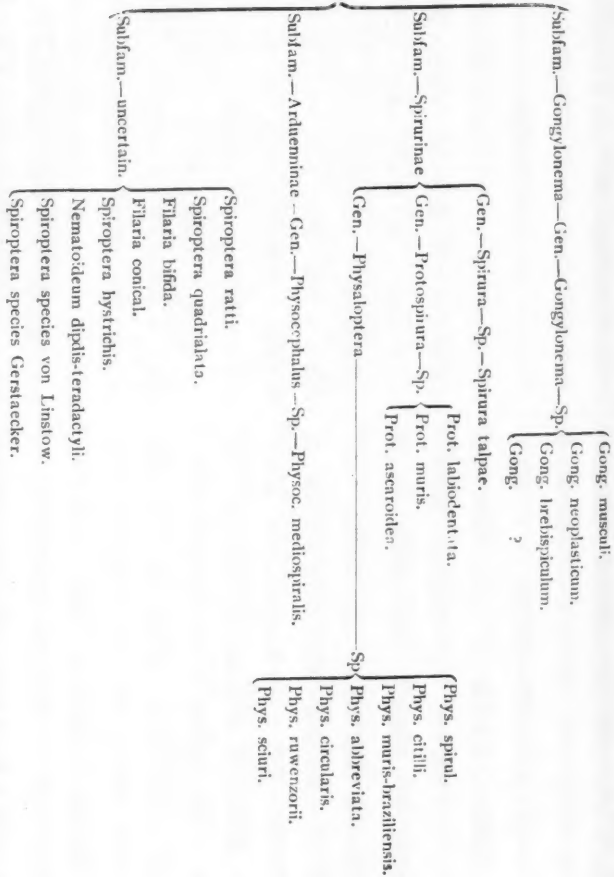 Subfam.—Gongylonema—Gen.—Gongylonema—Sp.
Gong. musculi.
Gong. neoplasticum.
Gong. brebispiculum.
Gong. ?
Subfam.—Spirurinae
Gen.—Spirura—Sp.—Spirura talpae.
Gen.—Protospirura—Sp.
Prot. labiodentata.
Prot. muris.
Prot. ascaroidea.
Gen.—Physaloptera—Sp
Phys. spirul.
Phys. citilli.
Phys. muris-braziliensis.
Phys. abbreviata.
Phys. circularis.
Phys. ruwenzorii.
Phys. sciuri.
Subfam.—Arduenninae—Gen.—Physocephalus—Sp.—Physoc. mediospiralis.
Subfam.—uncertain.
Spiroptera ratti.
Spiroptera quadrialata.
Filaria bifida.
Filaria conical.
Spiroptera hystrichis.
Nematoideum dipdis-teradactyli.
Spiroptera species von Linstow.
Spiroptera species Gerstaecker.